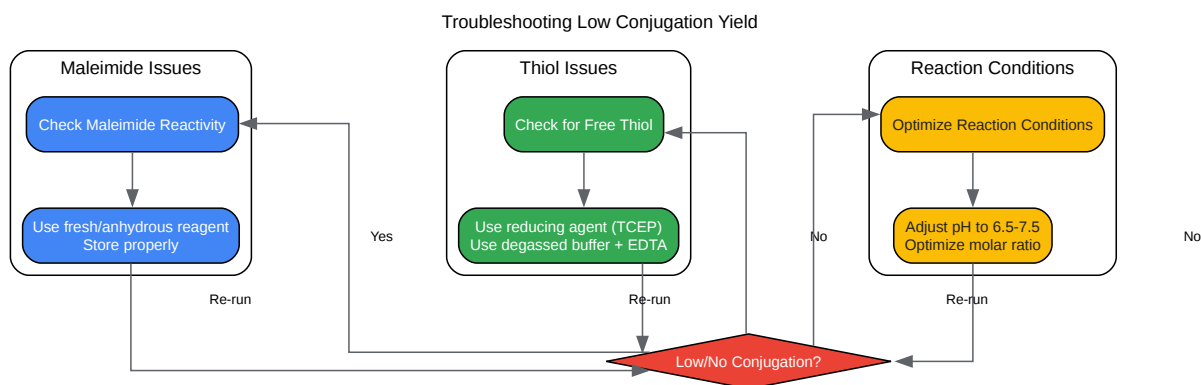 Troubleshooting Low Conjugation Yield
Maleimide Issues
Thiol Issues
Reaction Conditions
Check Maleimide Reactivity
Check for Free Thiol
Optimize Reaction Conditions
Use fresh/anhydrous reagent
Store properly
Use reducing agent (TCEP)
Use degassed buffer + EDTA
Adjust pH to 6.5-7.5
Optimize molar ratio
Yes
No
No
Re-run
Re-run
Re-run
Low/No Conjugation?